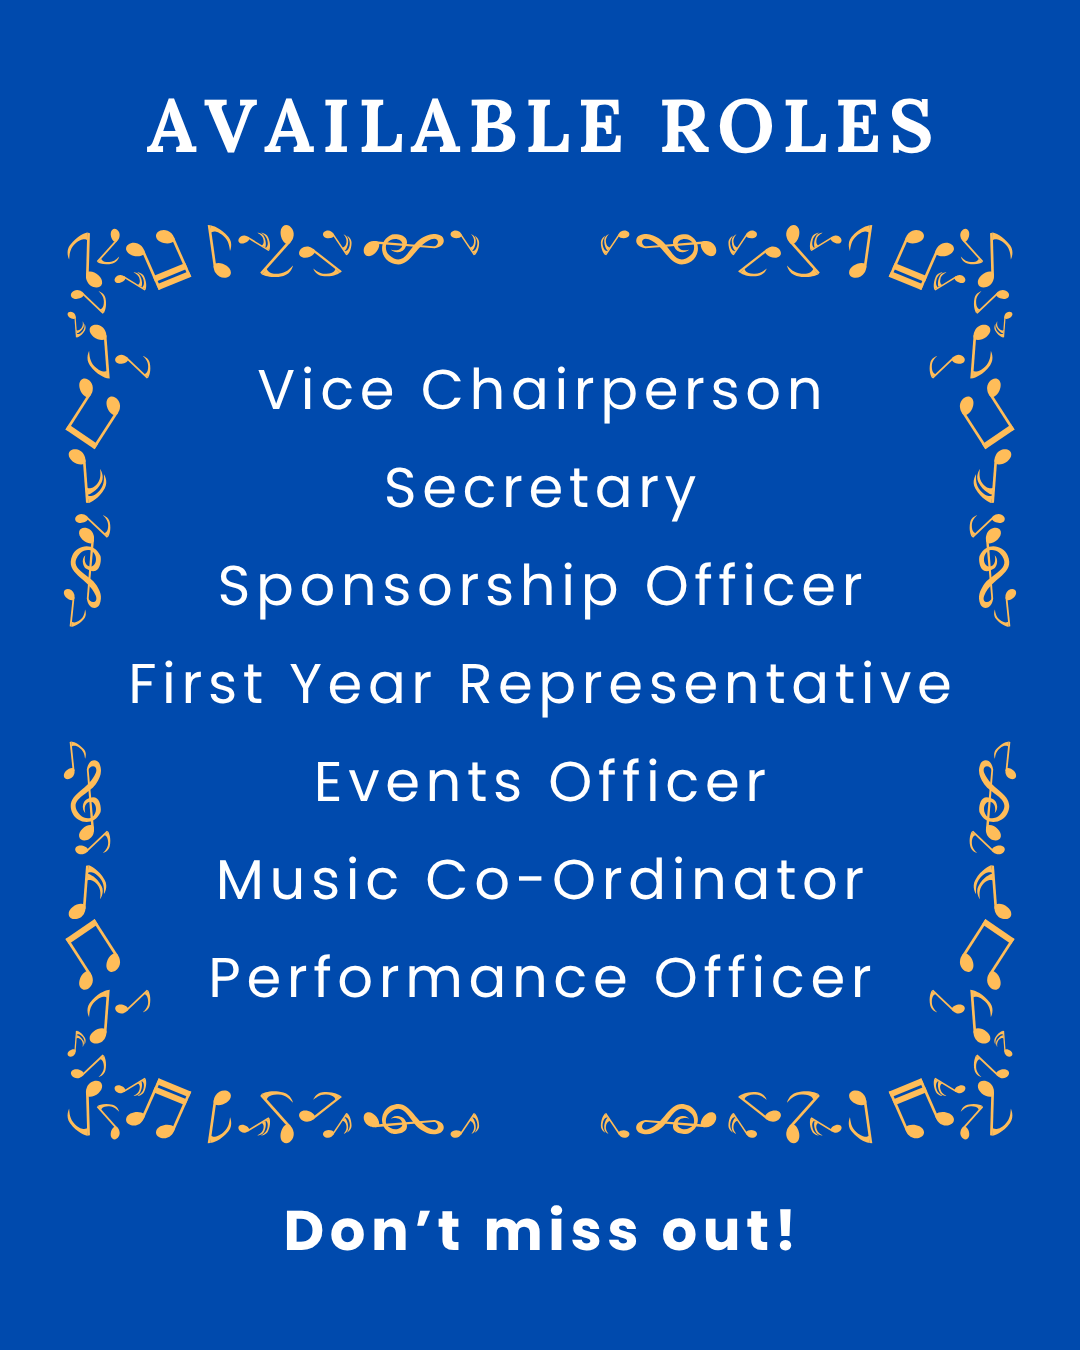 AVAILABLE ROLES
Vice Chairperson
Secretary
Sponsorship Officer
First Year Representative
Events Officer
Music Co-Ordinator
Performance Officer
Don’t miss out!